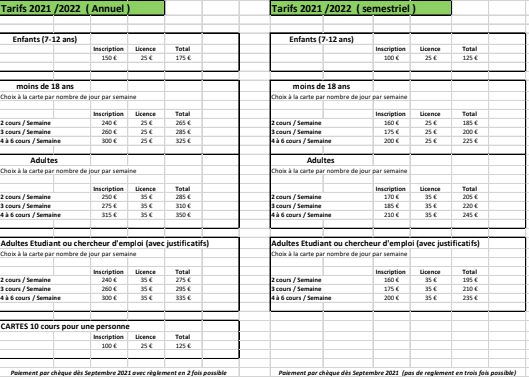 Tarifs 2021 /2022 ( Annuel )
Enfants (7-12 ans)
Inscription Licence Total
150 € 25 € 175 €
moins de 18 ans
Choix à la carte par nombre de jour par semaine
Inscription Licence Total
2 cours / Semaine 240 € 25 € 265 €
3 cours / Semaine 260 € 25 € 285 €
4 à 6 cours / Semaine 300 € 25 € 325 €
Adultes
Choix à la carte par nombre de jour par semaine
Inscription Licence Total
2 cours / Semaine 250 € 35 € 285 €
3 cours / Semaine 275 € 35 € 310 €
4 à 6 cours / Semaine 315 € 35 € 350 €
Adultes Etudiant ou chercheur d'emploi (avec justificatifs)
Choix à la carte par nombre de jour par semaine
Inscription Licence Total
2 cours / Semaine 240 € 35 € 275 €
3 cours / Semaine 260 € 35 € 295 €
4 à 6 cours / Semaine 300 € 35 € 335 €
CARTES 10 cours pour une personne
Inscription Licence Total
100 € 25 € 125 €
Paiement par chèque dès Septembre 2021 avec règlement en 2 fois possible
Tarifs 2021 /2022 ( semestriel )
Enfants (7-12 ans)
Inscription Licence Total
100 € 25 € 125 €
moins de 18 ans
Choix à la carte par nombre de jour par semaine
Inscription Licence Total
2 cours / Semaine 160 € 25 € 185 €
3 cours / Semaine 175 € 25 € 200 €
4 à 6 cours / Semaine 200 € 25 € 225 €
Adultes
Choix à la carte par nombre de jour par semaine
Inscription Licence Total
2 cours / Semaine 170 € 35 € 205 €
3 cours / Semaine 185 € 35 € 220 €
4 à 6 cours / Semaine 210 € 35 € 245 €
Adultes Etudiant ou chercheur d'emploi (avec justificatifs)
Choix à la carte par nombre de jour par semaine
Inscription Licence Total
2 cours / Semaine 160 € 35 € 195 €
3 cours / Semaine 175 € 35 € 210 €
4 à 6 cours / Semaine 200 € 35 € 235 €
Paiement par chèque dès Septembre 2021 (pas de reglement en trois fois possible)